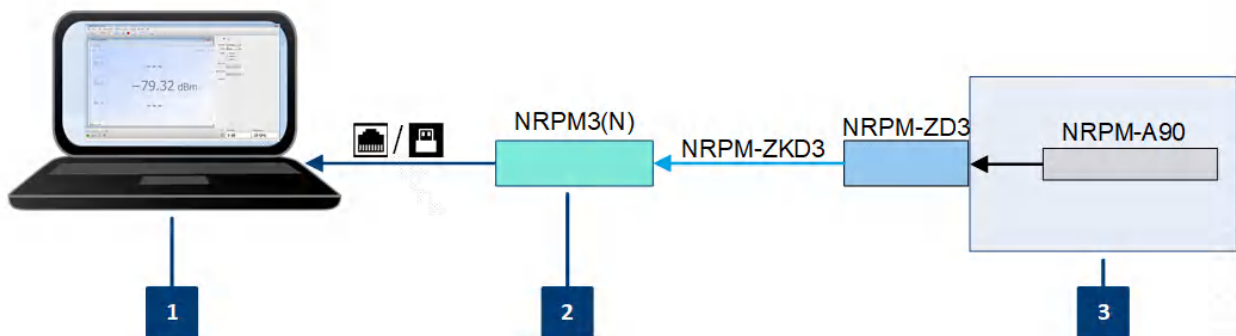 −79.32 dBm
/
NRPM3(N)
NRPM-ZKD3
NRPM-ZD3
NRPM-A90
1
2
3